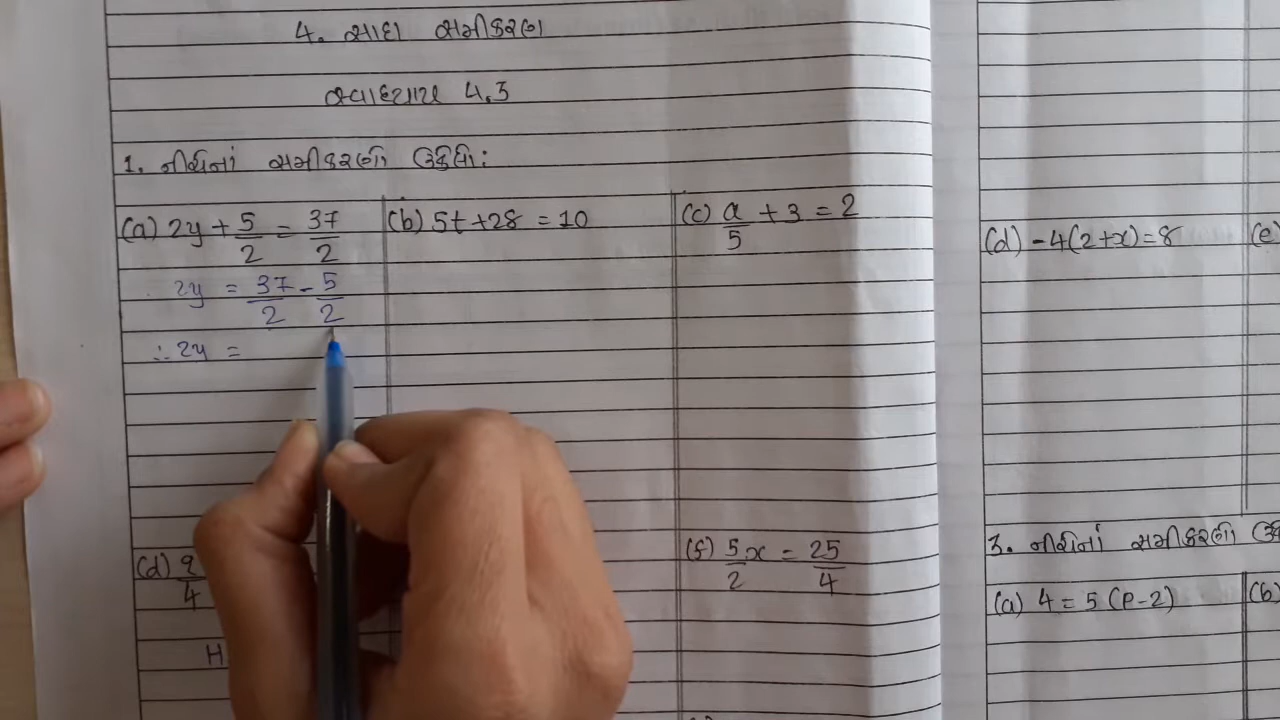 4. સાદા સમીકરણ
સ્વાધ્યાય 4.3
1. નીચેનાં સમીકરણો ઉકેલો:
(a) 2y + 5/2 = 37/2
2y = 37/2 - 5/2
∴ 2y =
(b) 5t + 28 = 10
(c) a/5 + 3 = 2
(d) q/4
H
(f) 5/2 x = 25/4
(d) -4(2+x) = 8
(e)
3. નીચેનાં સમીકરણો
(a) 4 = 5 (P-2)
(b)